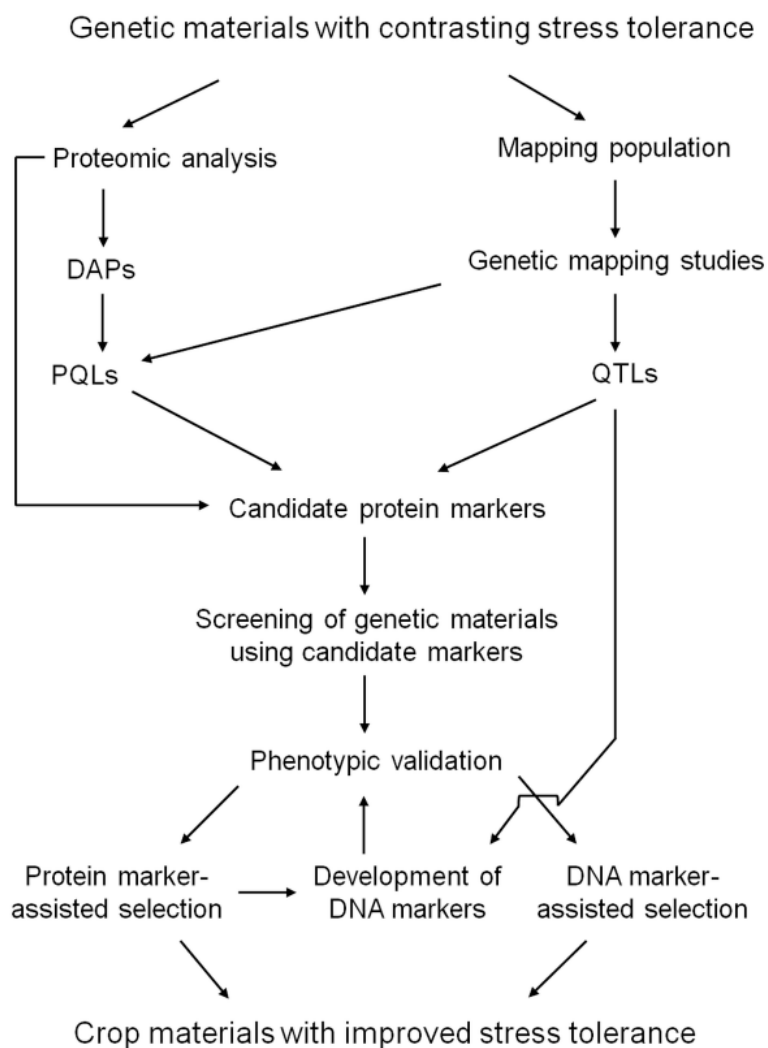 Genetic materials with contrasting stress tolerance
Proteomic analysis
Mapping population
DAPs
Genetic mapping studies
PQLs
QTLs
Candidate protein markers
Screening of genetic materials
using candidate markers
Phenotypic validation
Protein marker-
assisted selection
Development of
DNA markers
DNA marker-
assisted selection
Crop materials with improved stress tolerance